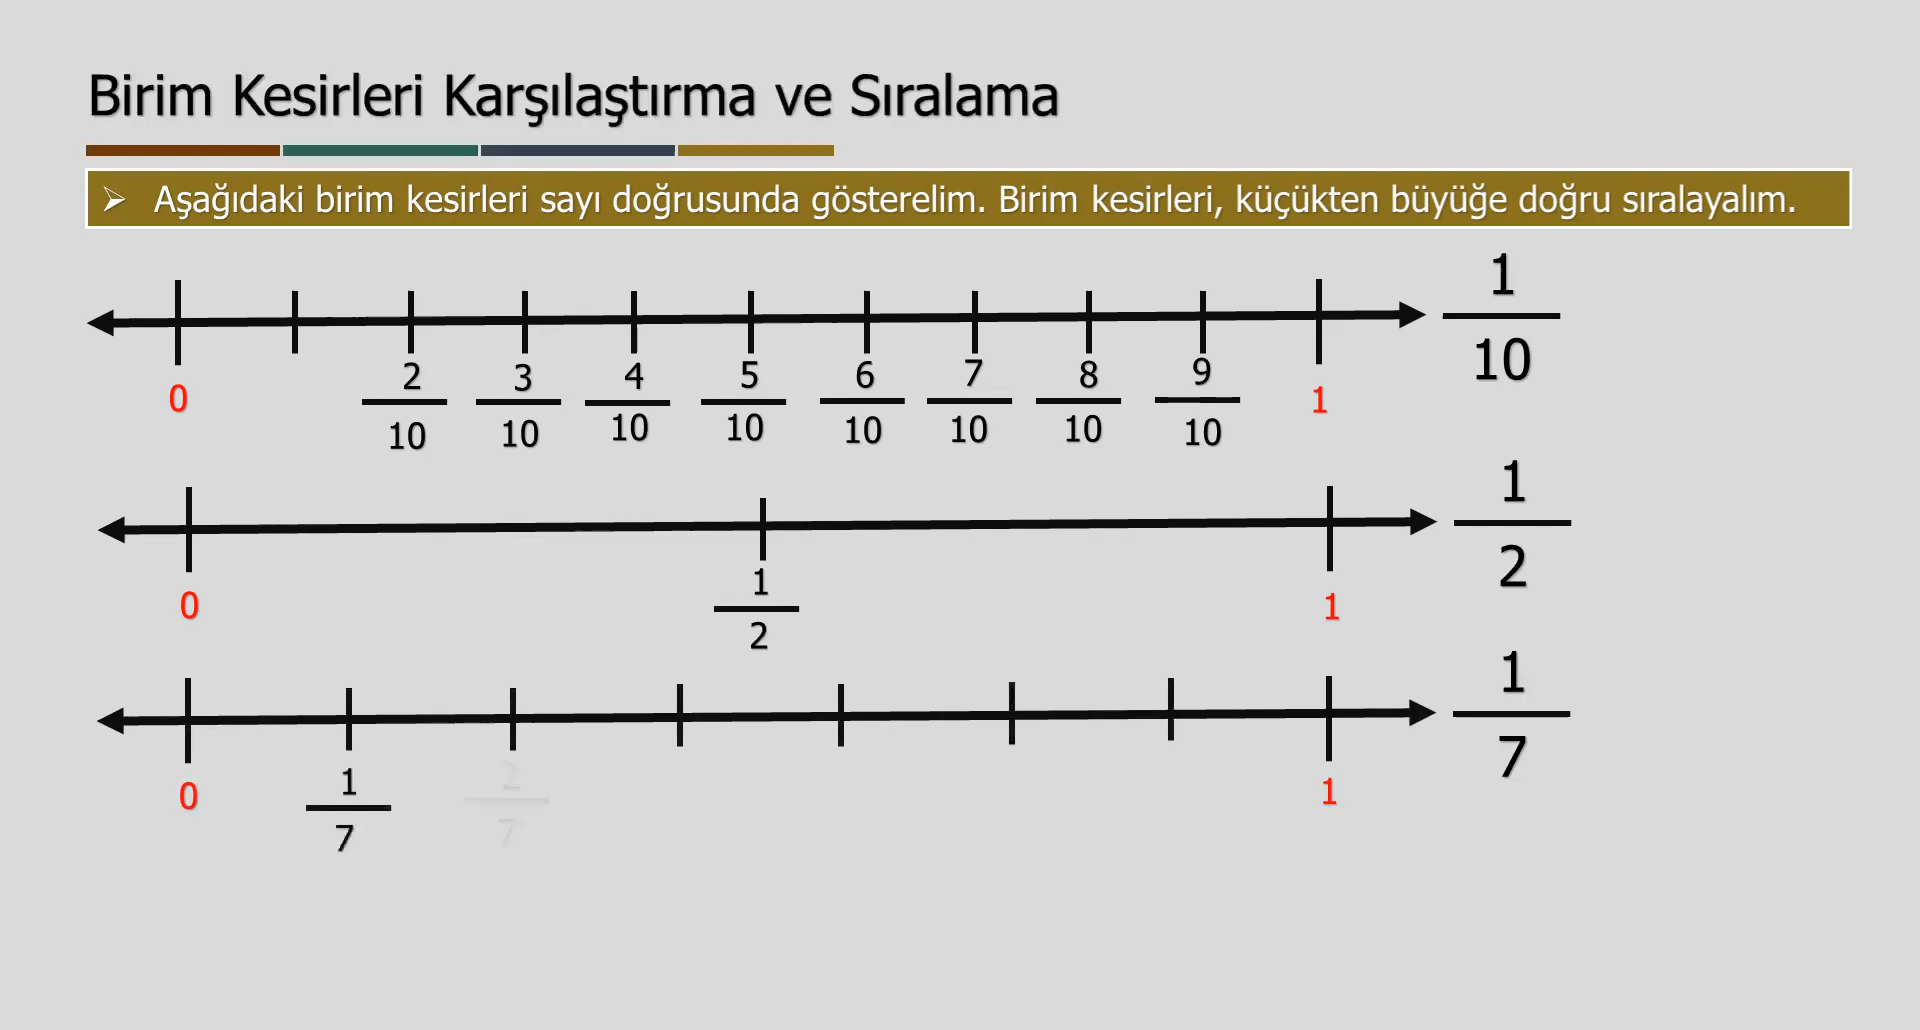 Birim Kesirleri Karşılaştırma ve Sıralama
Aşağıdaki birim kesirleri sayı doğrusunda gösterelim. Birim kesirleri, küçükten büyüğe doğru sıralayalım.
0 2/10 3/10 4/10 5/10 6/10 7/10 8/10 9/10 1 1/10
0 1/2 1 1/2
0 1/7 2/7 1 1/7